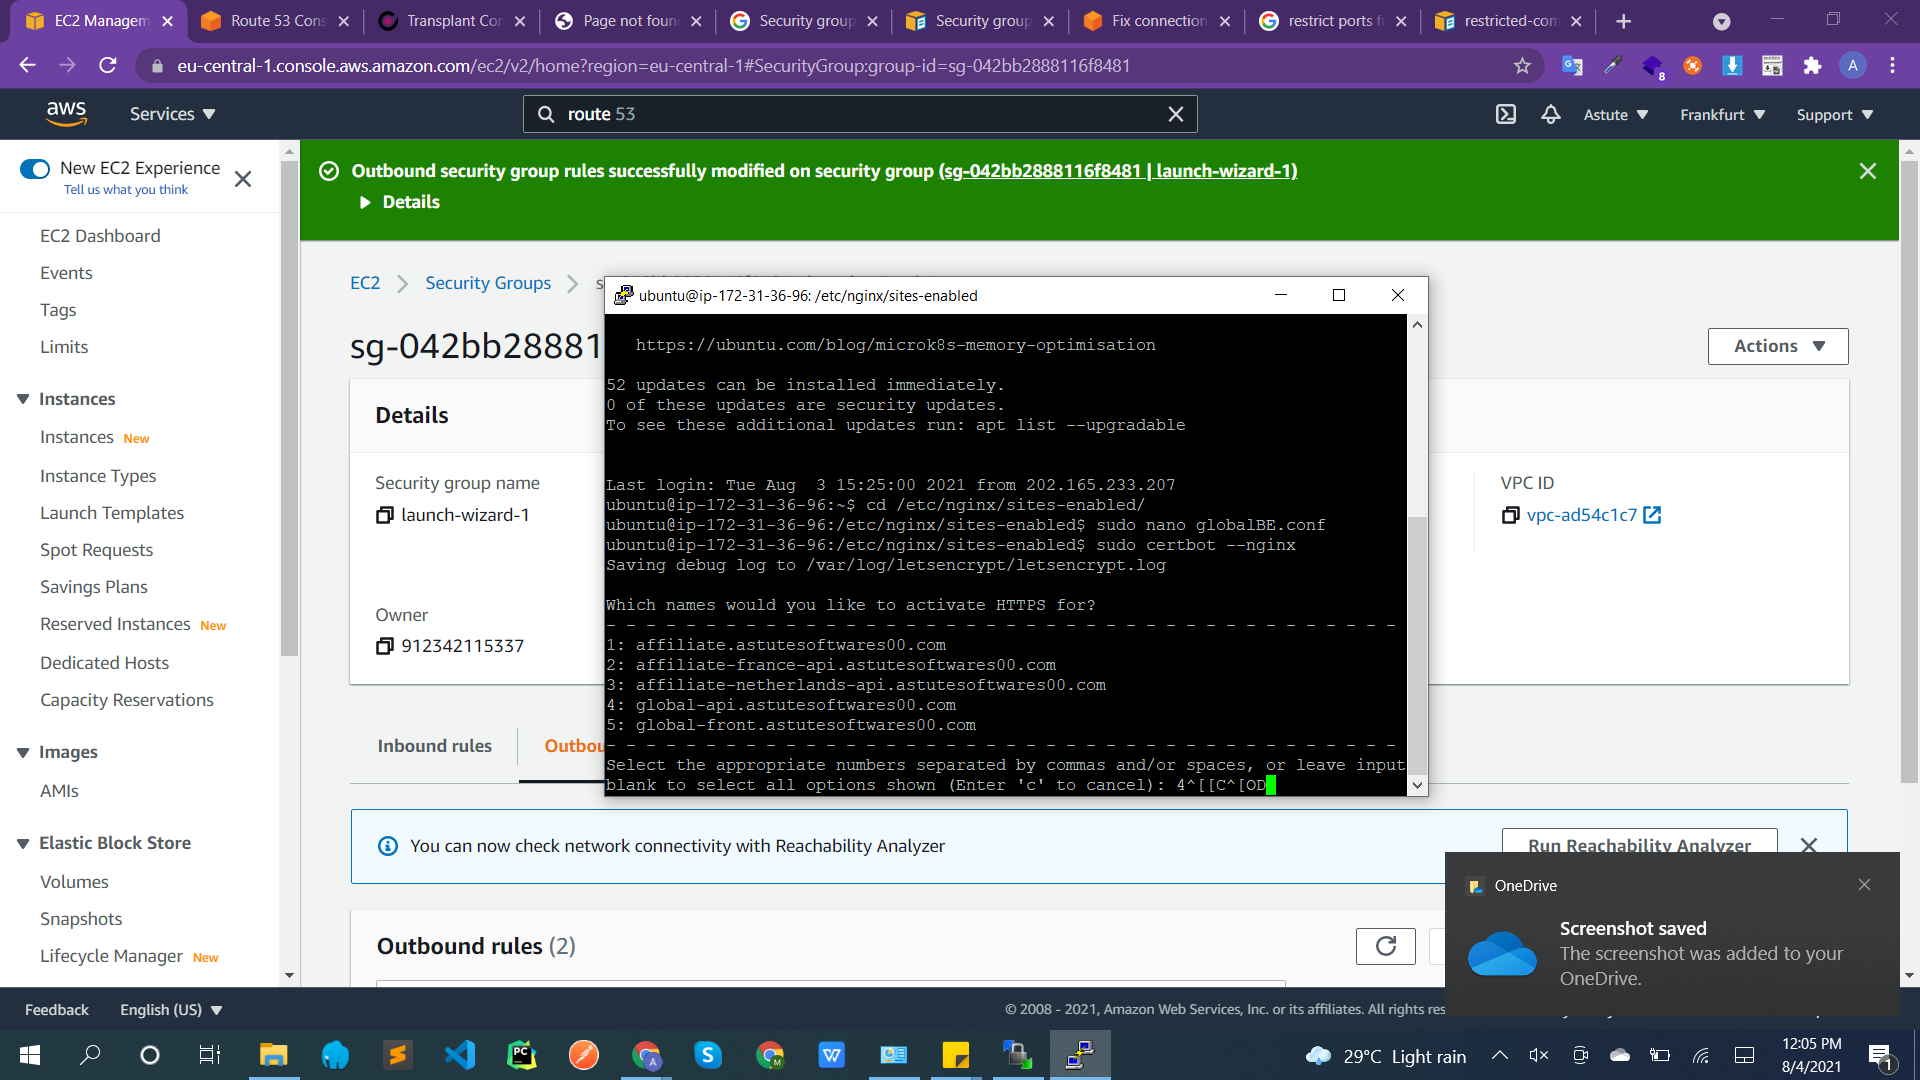 EC2 Managem
Route 53 Cons
Transplant Cor
Page not foun
Security group
Security group
Fix connection
restrict ports f
restricted-com
eu-central-1.console.aws.amazon.com/ec2/v2/home?region=eu-central-1#SecurityGroup:group-id=sg-042bb2888116f8481
8
A
aws
Services
route 53
Astute
Frankfurt
Support
New EC2 Experience
Tell us what you think
EC2 Dashboard
Events
Tags
Limits
Instances
Instances New
Instance Types
Launch Templates
Spot Requests
Savings Plans
Reserved Instances New
Dedicated Hosts
Capacity Reservations
Images
AMIs
Elastic Block Store
Volumes
Snapshots
Lifecycle Manager New
Outbound security group rules successfully modified on security group (sg-042bb2888116f8481 | launch-wizard-1)
Details
EC2 > Security Groups > s
sg-042bb28881
Actions
Details
Security group name
launch-wizard-1
Owner
912342115337
VPC ID
vpc-ad54c1c7
ubuntu@ip-172-31-36-96: /etc/nginx/sites-enabled
https://ubuntu.com/blog/microk8s-memory-optimisation
52 updates can be installed immediately.
0 of these updates are security updates.
To see these additional updates run: apt list --upgradable
Last login: Tue Aug  3 15:25:00 2021 from 202.165.233.207
ubuntu@ip-172-31-36-96:~$ cd /etc/nginx/sites-enabled/
ubuntu@ip-172-31-36-96:/etc/nginx/sites-enabled$ sudo nano globalBE.conf
ubuntu@ip-172-31-36-96:/etc/nginx/sites-enabled$ sudo certbot --nginx
Saving debug log to /var/log/letsencrypt/letsencrypt.log
Which names would you like to activate HTTPS for?
- - - - - - - - - - - - - - - - - - - - - - - - - - - - - - - - - - - - - - - -
1: affiliate.astutesoftwares00.com
2: affiliate-france-api.astutesoftwares00.com
3: affiliate-netherlands-api.astutesoftwares00.com
4: global-api.astutesoftwares00.com
5: global-front.astutesoftwares00.com
- - - - - - - - - - - - - - - - - - - - - - - - - - - - - - - - - - - - - - - -
Select the appropriate numbers separated by commas and/or spaces, or leave input
blank to select all options shown (Enter 'c' to cancel): 4^[[C^[OD
Inbound rules
Outbou
You can now check network connectivity with Reachability Analyzer
Run Reachability Analyzer
Outbound rules (2)
OneDrive
Screenshot saved
The screenshot was added to your
OneDrive.
Feedback
English (US)
© 2008 - 2021, Amazon Web Services, Inc. or its affiliates. All rights res
29°C Light rain
12:05 PM
8/4/2021
1